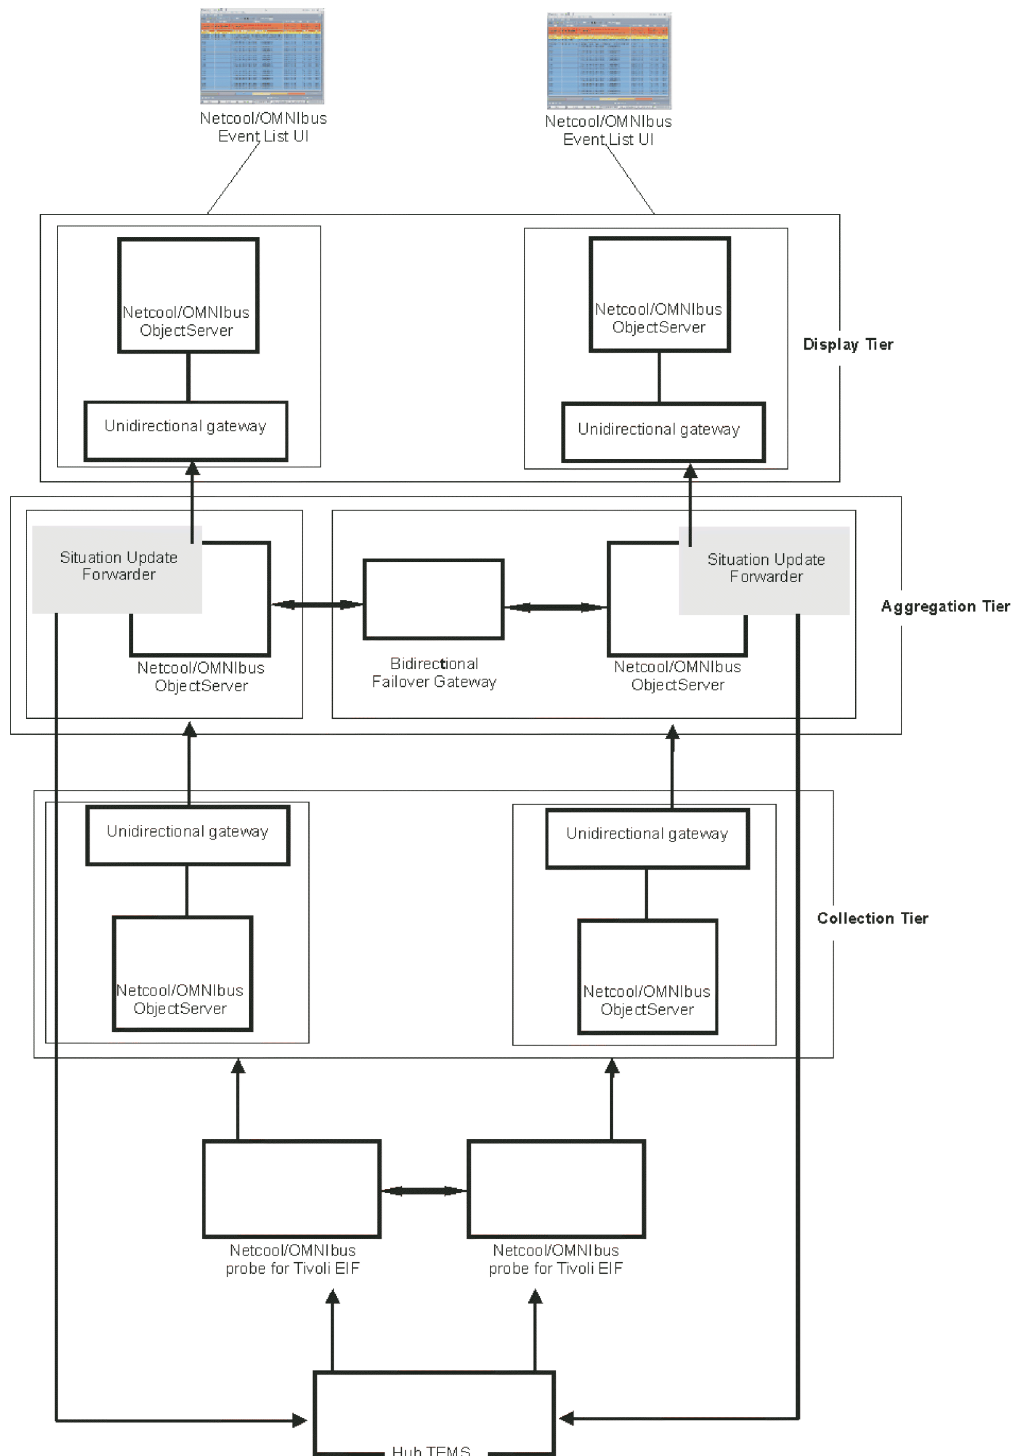 Netcool/OMNIbus
Event List UI
Netcool/OMNIbus
Event List UI
Netcool/OMNIbus
ObjectServer
Netcool/OMNIbus
ObjectServer
Display Tier
Unidirectional gateway
Unidirectional gateway
Situation Update
Forwarder
Situation Update
Forwarder
Aggregation Tier
Netcool/OMNIbus
ObjectServer
Bidirectional
Failover Gateway
Netcool/OMNIbus
ObjectServer
Unidirectional gateway
Unidirectional gateway
Collection Tier
Netcool/OMNIbus
ObjectServer
Netcool/OMNIbus
ObjectServer
Netcool/OMNIbus
probe for Tivoli EIF
Netcool/OMNIbus
probe for Tivoli EIF
Hub TEMS